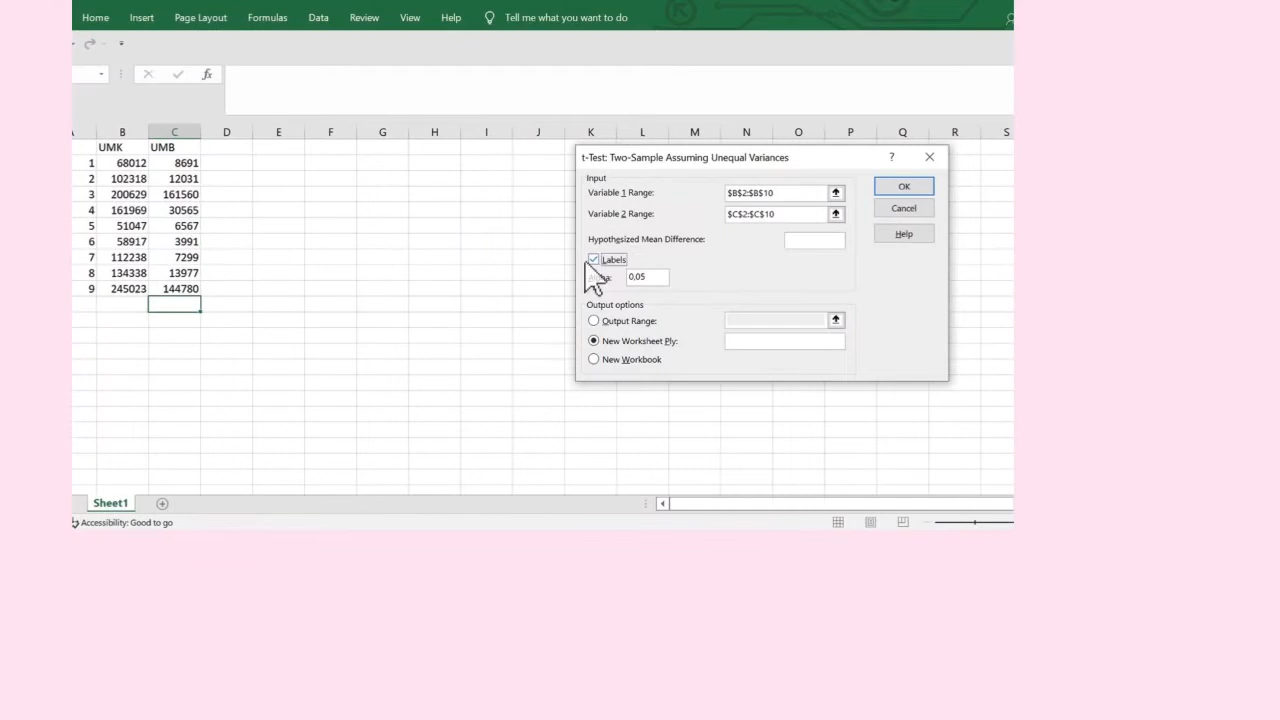 Home Insert Page Layout Formulas Data Review View Help Tell me what you want to do
fx
B C D E F G H I J K L M N O P Q R S
UMK UMB
1 68012 8691
2 102318 12031
3 200629 161560
4 161969 30565
5 51047 6567
6 58917 3991
7 112238 7299
8 134338 13977
9 245023 144780
t-Test: Two-Sample Assuming Unequal Variances ?
Input
Variable 1 Range: $B$2:$B$10
Variable 2 Range: $C$2:$C$10
Hypothesized Mean Difference:
Labels
0,05
OK
Cancel
Help
Output options
Output Range:
New Worksheet Ply:
New Workbook
Sheet1
Accessibility: Good to go